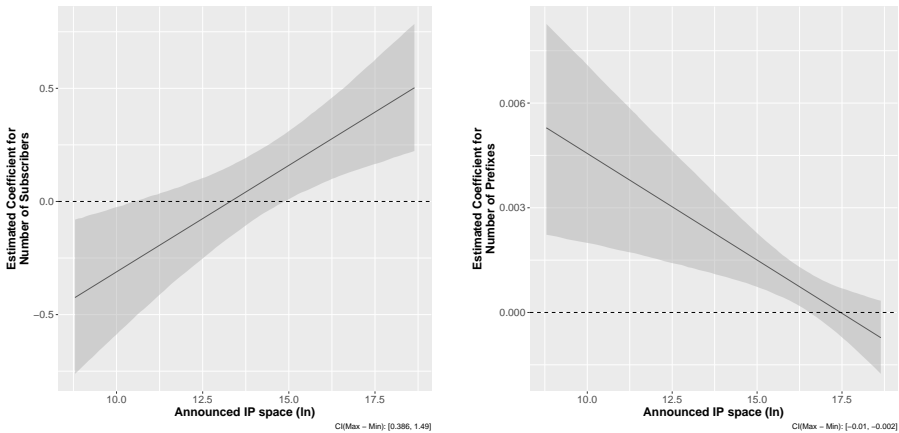 Estimated Coefficient for
Number of Subscribers
0.5
0.0
−0.5
10.0 12.5 15.0 17.5
Announced IP space (ln)
CI(Max − Min): [0.386, 1.49]
Estimated Coefficient for
Number of Prefixes
0.006
0.003
0.000
10.0 12.5 15.0 17.5
Announced IP space (ln)
CI(Max − Min): [−0.01, −0.002]